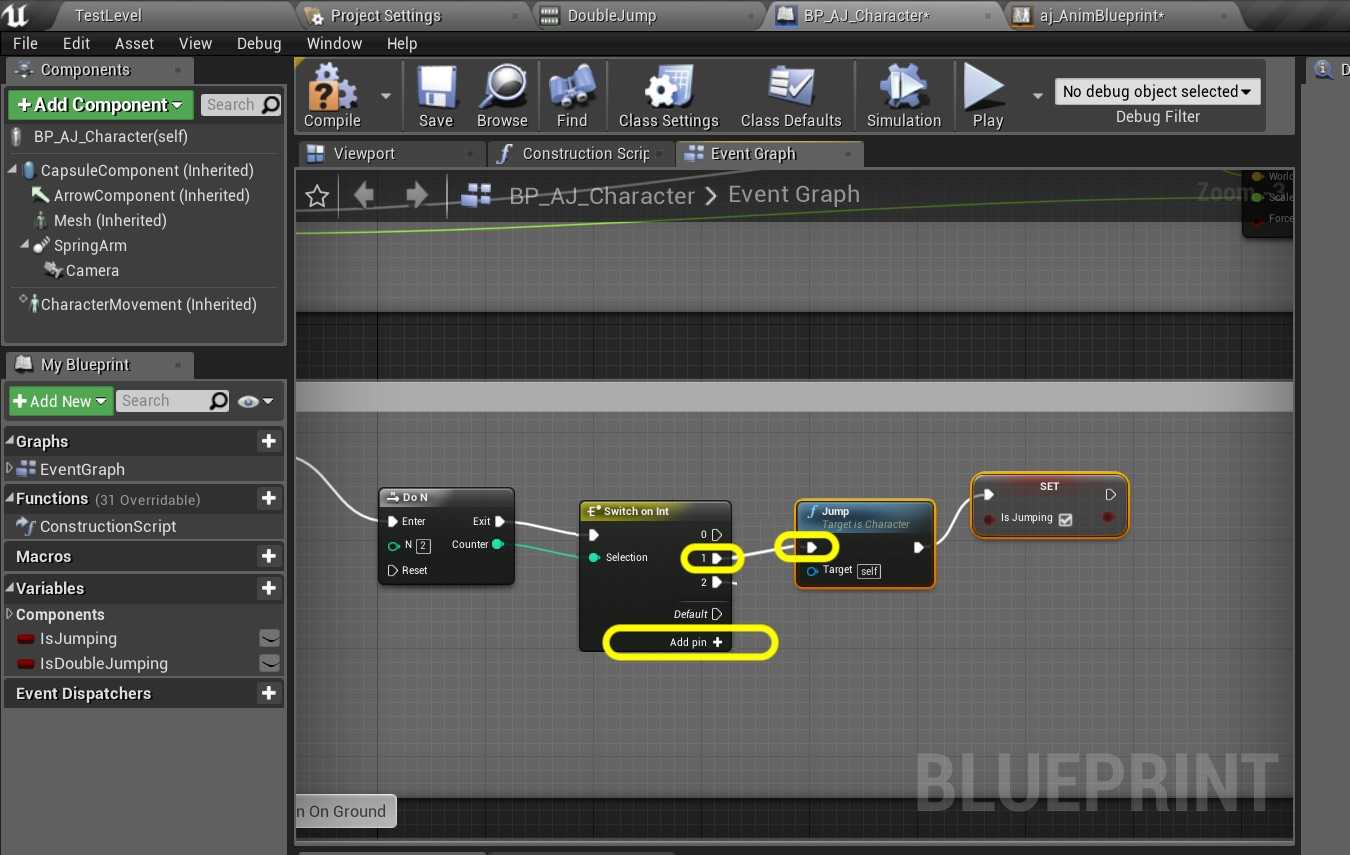 TestLevel
Project Settings
DoubleJump
BP_AJ_Character*
aj_AnimBlueprint*
File Edit Asset View Debug Window Help
Components
D
+Add Component
Search
Compile
Save
Browse
Find
Class Settings
Class Defaults
Simulation
Play
No debug object selected
Debug Filter
BP_AJ_Character(self)
CapsuleComponent (Inherited)
ArrowComponent (Inherited)
Mesh (Inherited)
SpringArm
Camera
CharacterMovement (Inherited)
Viewport
Construction Scrip
Event Graph
BP_AJ_Character > Event Graph
Zoom -3
World
Scale
Force
My Blueprint
+Add New
Search
Graphs
EventGraph
Functions (31 Overridable)
ConstructionScript
Macros
Variables
Components
IsJumping
IsDoubleJumping
Event Dispatchers
Do N
Enter Exit
N 2 Counter
Reset
Switch on Int
0
1
Selection
2
Default
Add pin +
Jump
Target is Character
Target self
SET
Is Jumping
BLUEPRINT
n On Ground